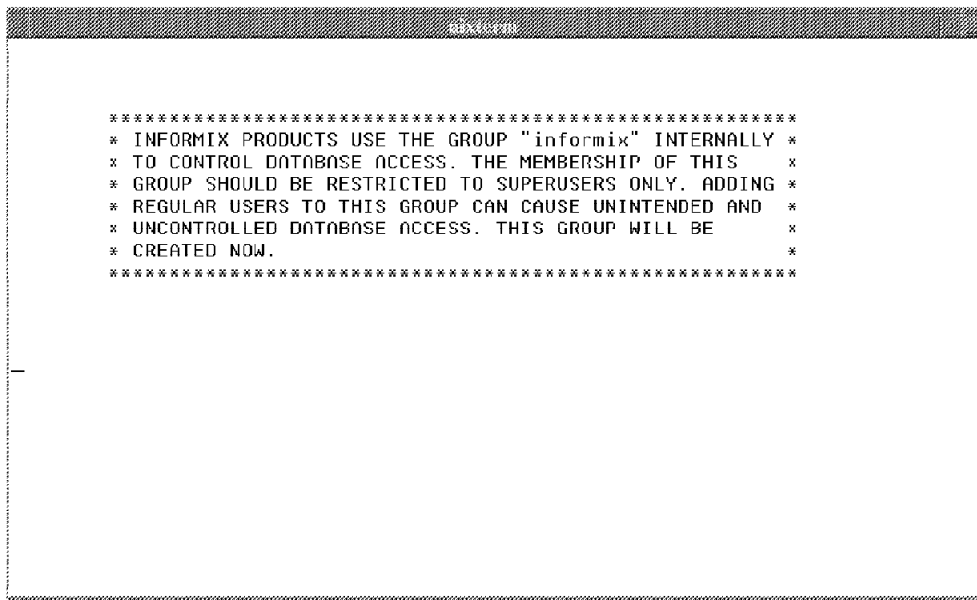 aixterm
*********************************************************
* INFORMIX PRODUCTS USE THE GROUP "informix" INTERNALLY *
* TO CONTROL DATABASE ACCESS. THE MEMBERSHIP OF THIS    *
* GROUP SHOULD BE RESTRICTED TO SUPERUSERS ONLY. ADDING *
* REGULAR USERS TO THIS GROUP CAN CAUSE UNINTENDED AND  *
* UNCONTROLLED DATABASE ACCESS. THIS GROUP WILL BE      *
* CREATED NOW.                                          *
*********************************************************